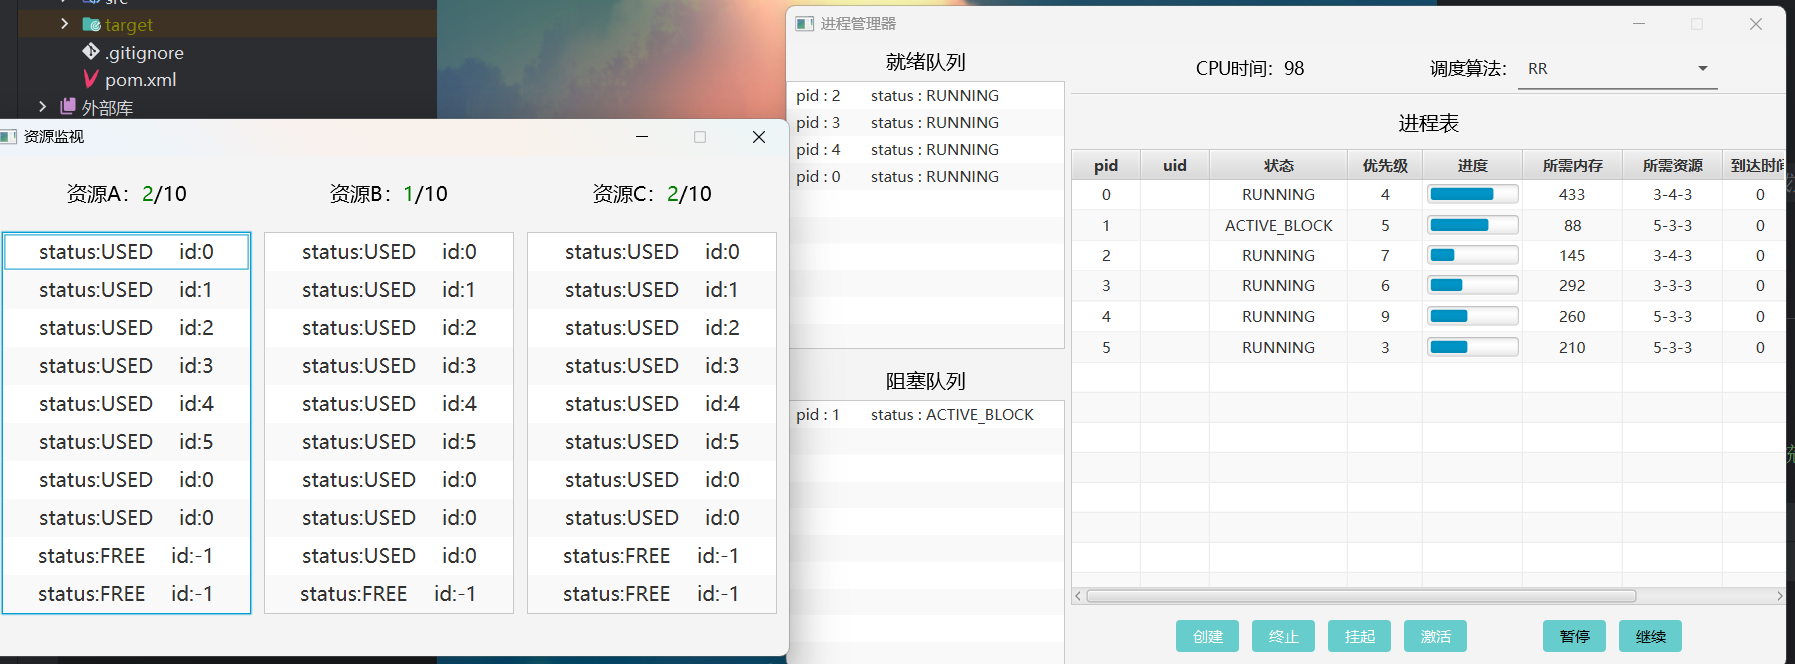 src
target
.gitignore
pom.xml
外部库
资源监视
资源A：2/10 资源B：1/10 资源C：2/10
status:USED id:0 status:USED id:0 status:USED id:0
status:USED id:1 status:USED id:1 status:USED id:1
status:USED id:2 status:USED id:2 status:USED id:2
status:USED id:3 status:USED id:3 status:USED id:3
status:USED id:4 status:USED id:4 status:USED id:4
status:USED id:5 status:USED id:5 status:USED id:5
status:USED id:0 status:USED id:0 status:USED id:0
status:USED id:0 status:USED id:0 status:USED id:0
status:FREE id:-1 status:USED id:0 status:FREE id:-1
status:FREE id:-1 status:FREE id:-1 status:FREE id:-1
进程管理器
就绪队列
pid : 2 status : RUNNING
pid : 3 status : RUNNING
pid : 4 status : RUNNING
pid : 0 status : RUNNING
阻塞队列
pid : 1 status : ACTIVE_BLOCK
CPU时间：98 调度算法： RR
进程表
pid uid 状态 优先级 进度 所需内存 所需资源 到达时
0 RUNNING 4 433 3-4-3 0
1 ACTIVE_BLOCK 5 88 5-3-3 0
2 RUNNING 7 145 3-4-3 0
3 RUNNING 6 292 3-3-3 0
4 RUNNING 9 260 5-3-3 0
5 RUNNING 3 210 5-3-3 0
创建 终止 挂起 激活 暂停 继续